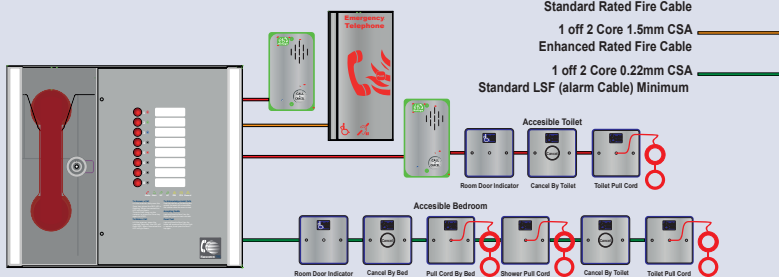 Standard Rated Fire Cable
1 off 2 Core 1.5mm CSA
Enhanced Rated Fire Cable
1 off 2 Core 0.22mm CSA
Standard LSF (alarm Cable) Minimum
Emergency
Telephone
Accesible Toilet
Cancel
Room Door Indicator
Cancel By Toilet
Toilet Pull Cord
Accesible Bedroom
Cancel
Cancel
Room Door Indicator
Cancel By Bed
Pull Cord By Bed
Shower Pull Cord
Cancel By Toilet
Toilet Pull Cord